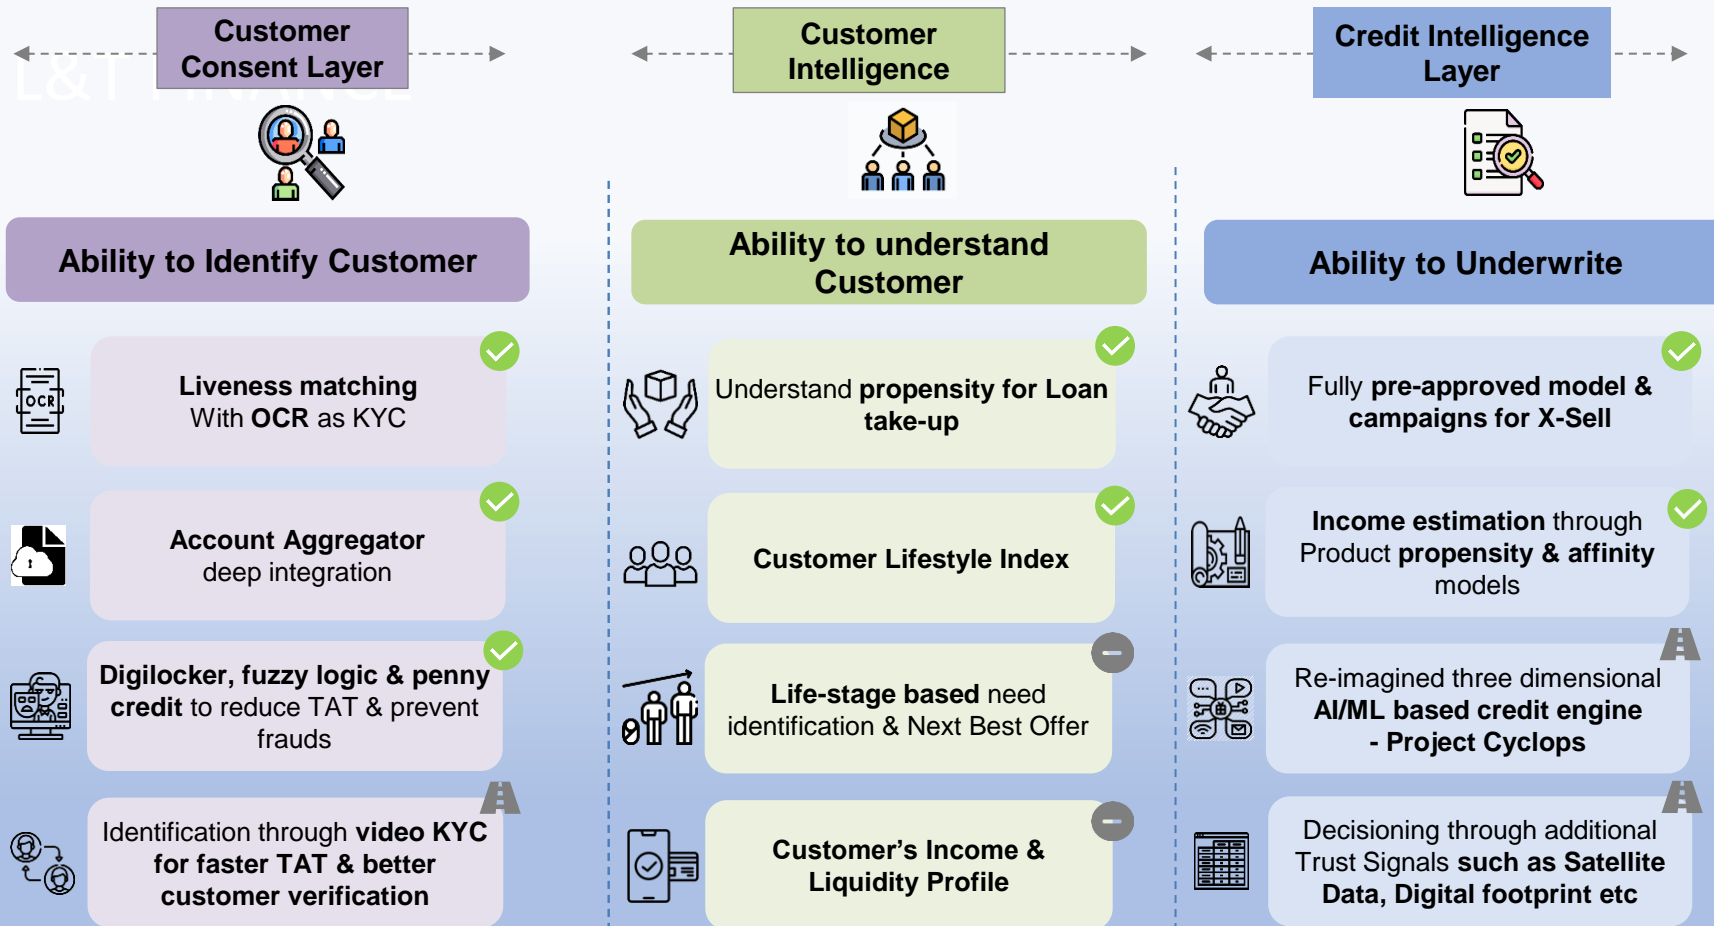 Customer
Consent Layer
L&T FINANCE
Customer
Intelligence
Credit Intelligence
Layer
Ability to Identify Customer
Ability to understand
Customer
Ability to Underwrite
OCR
Liveness matching
With OCR as KYC
Account Aggregator
deep integration
Digilocker, fuzzy logic & penny
credit to reduce TAT & prevent
frauds
Identification through video KYC
for faster TAT & better
customer verification
Understand propensity for Loan
take-up
Customer Lifestyle Index
Life-stage based need
identification & Next Best Offer
Customer's Income &
Liquidity Profile
Fully pre-approved model &
campaigns for X-Sell
Income estimation through
Product propensity & affinity
models
Re-imagined three dimensional
AI/ML based credit engine
- Project Cyclops
Decisioning through additional
Trust Signals such as Satellite
Data, Digital footprint etc